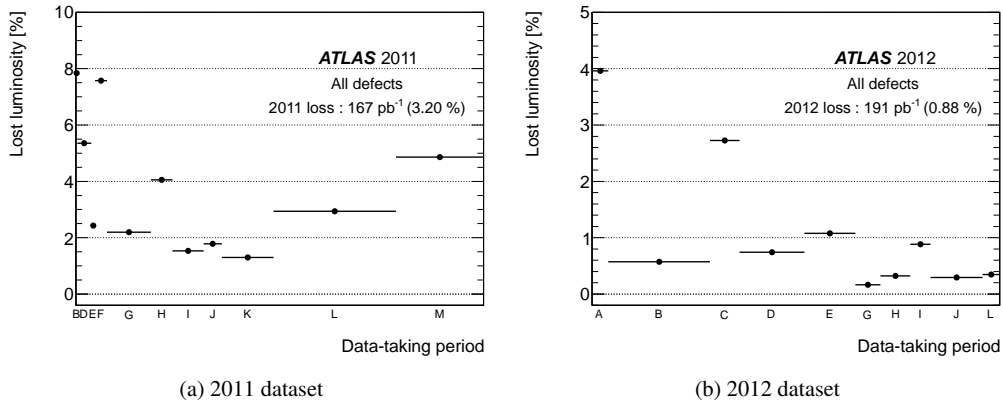 Lost luminosity [%]
10
8
6
4
2
0
ATLAS 2011
All defects
2011 loss : 167 pb⁻¹ (3.20 %)
B D E F G H I J K L M
Data-taking period
(a) 2011 dataset
Lost luminosity [%]
5
4
3
2
1
0
ATLAS 2012
All defects
2012 loss : 191 pb⁻¹ (0.88 %)
A B C D E G H I J L
Data-taking period
(b) 2012 dataset